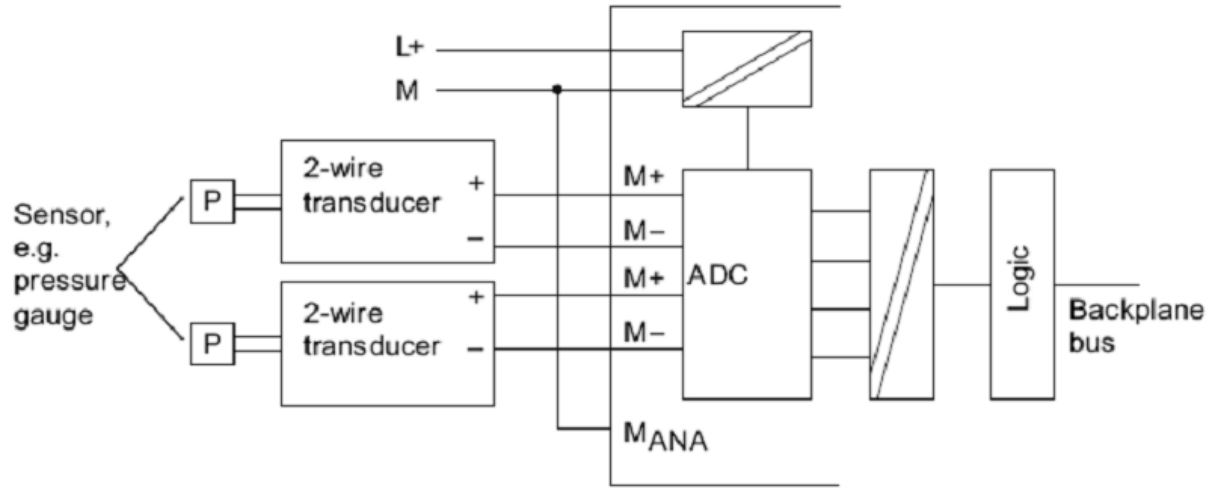 L+
M
2-wire
transducer
+
−
P
Sensor,
e.g.
pressure
gauge
2-wire
transducer
+
−
P
M+
M−
M+
M−
ADC
Logic
Backplane
bus
MANA